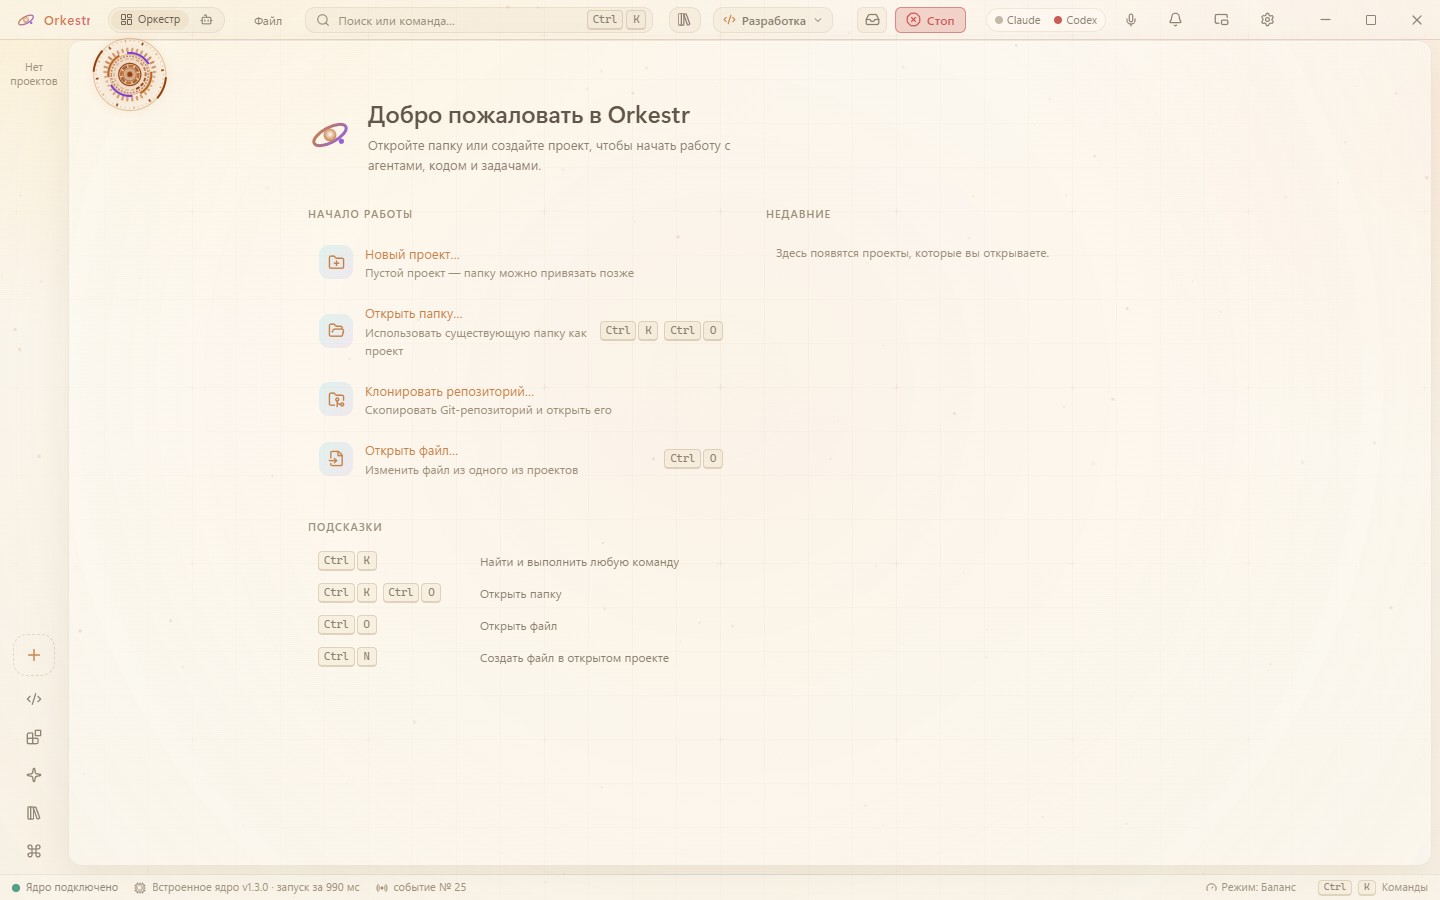 Orkestr
Оркестр
Файл
Поиск или команда...
Ctrl K
Разработка
Стоп
Claude
Codex
Нет
проектов
Добро пожаловать в Orkestr
Откройте папку или создайте проект, чтобы начать работу с
агентами, кодом и задачами.
НАЧАЛО РАБОТЫ
Новый проект...
Пустой проект — папку можно привязать позже
Открыть папку...
Использовать существующую папку как
проект
Ctrl K Ctrl O
Клонировать репозиторий...
Скопировать Git-репозиторий и открыть его
Открыть файл...
Изменить файл из одного из проектов
Ctrl O
НЕДАВНИЕ
Здесь появятся проекты, которые вы открываете.
ПОДСКАЗКИ
Ctrl K Найти и выполнить любую команду
Ctrl K Ctrl O Открыть папку
Ctrl O Открыть файл
Ctrl N Создать файл в открытом проекте
Ядро подключено
Встроенное ядро v1.3.0 · запуск за 990 мс
событие № 25
Режим: Баланс
Ctrl K Команды